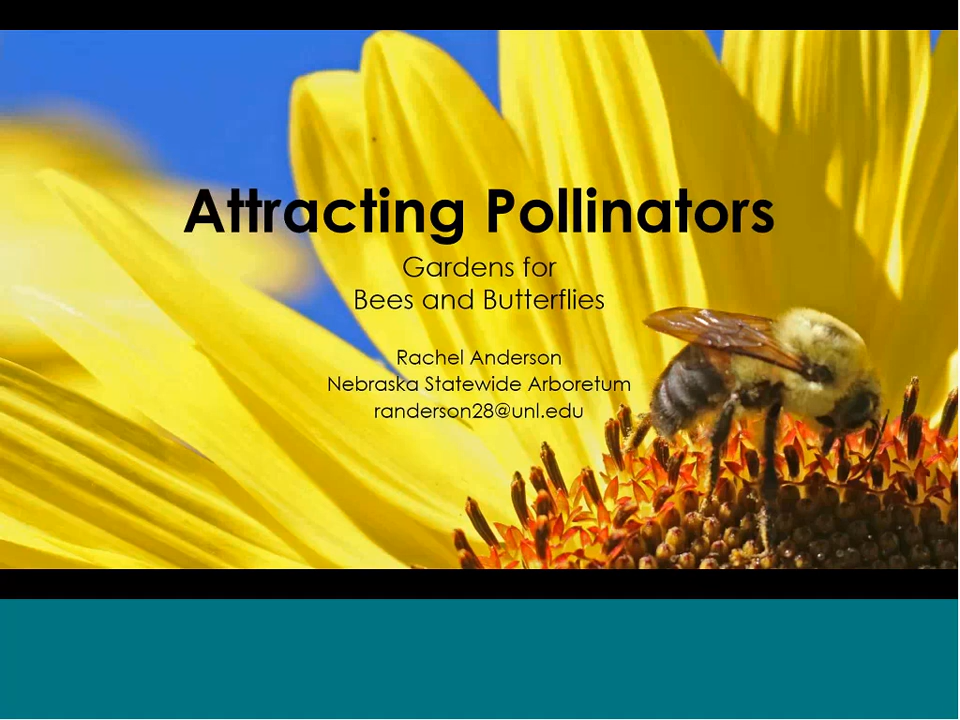 Attracting Pollinators
Gardens for
Bees and Butterflies
Rachel Anderson
Nebraska Statewide Arboretum
randerson28@unl.edu